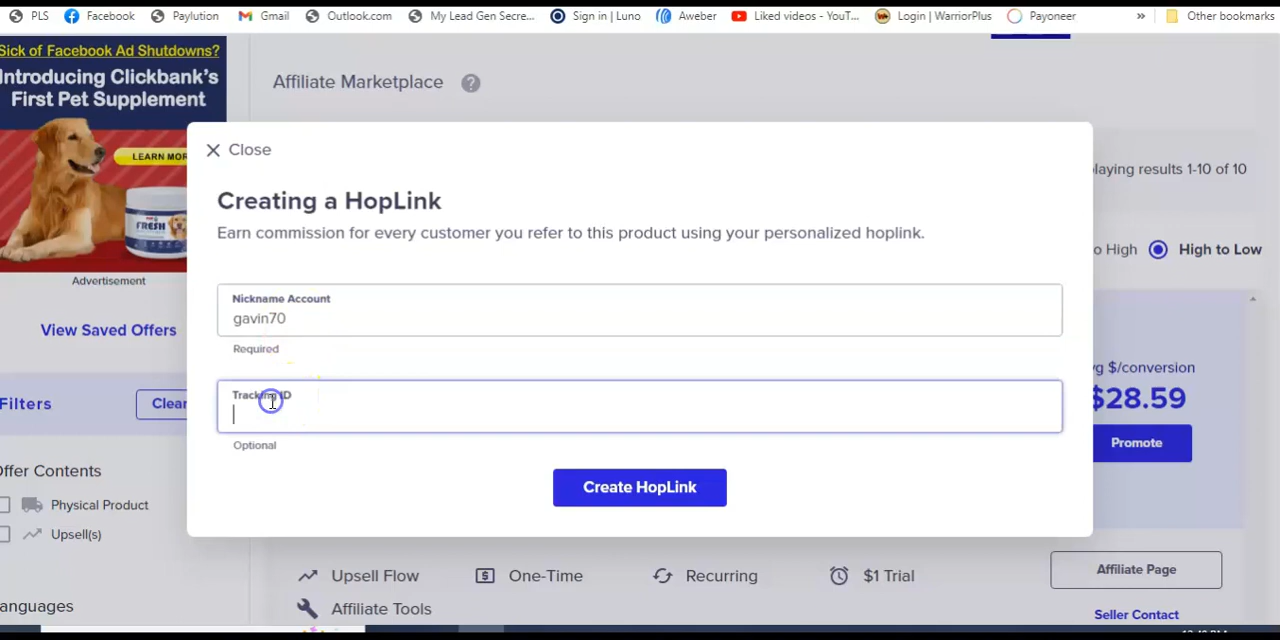 PLS Facebook Paylution Gmail Outlook.com My Lead Gen Secre... Sign in | Luno Aweber Liked videos - YouT... Login | WarriorPlus Payoneer » Other bookmarks
Sick of Facebook Ad Shutdowns?
Introducing Clickbank's
First Pet Supplement
LEARN MOR
FRESH
Advertisement
View Saved Offers
Filters
Clear
Offer Contents
Physical Product
Upsell(s)
anguages
Affiliate Marketplace ?
laying results 1-10 of 10
o High High to Low
Close
Creating a HopLink
Earn commission for every customer you refer to this product using your personalized hoplink.
Nickname Account
gavin70
Required
Tracking ID
Optional
Create HopLink
vg $/conversion
$28.59
Promote
Upsell Flow One-Time Recurring $1 Trial
Affiliate Tools
Affiliate Page
Seller Contact